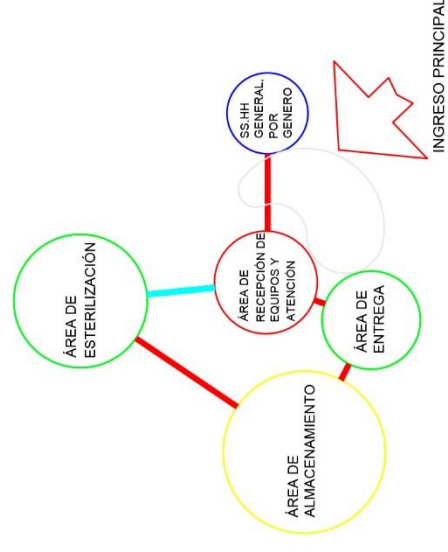 ÁREA DE
ESTERILIZACIÓN
SS.HH
GENERAL,
POR
GENERO
ÁREA DE
RECEPCIÓN DE
EQUIPOS Y
ATENCIÓN
ÁREA DE
ENTREGA
ÁREA DE
ALMACENAMIENTO
INGRESO PRINCIPAL